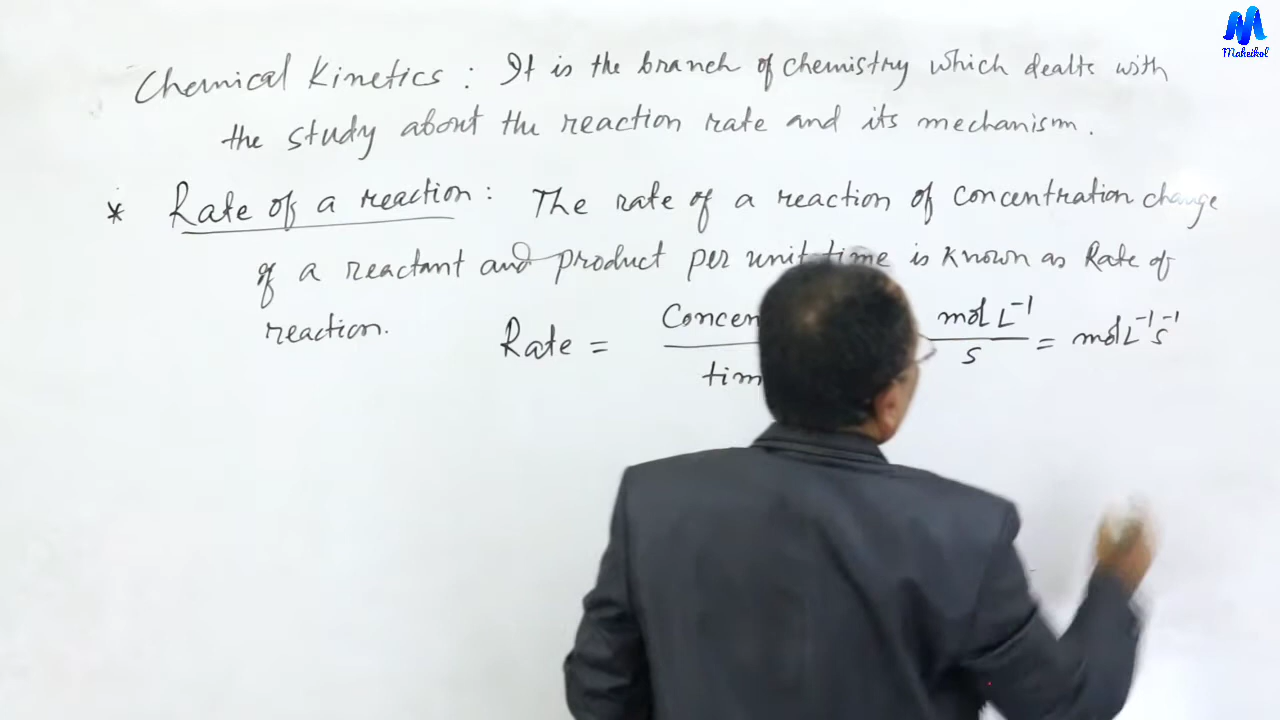 Makeikol
Chemical Kinetics : It is the branch of chemistry which dealts with
the study about the reaction rate and its mechanism.
* Rate of a reaction : The rate of a reaction of concentration change
of a reactant and product per unit time is known as Rate of
reaction.
Rate = Concen mol L⁻¹ = mol L⁻¹ s⁻¹
tim s